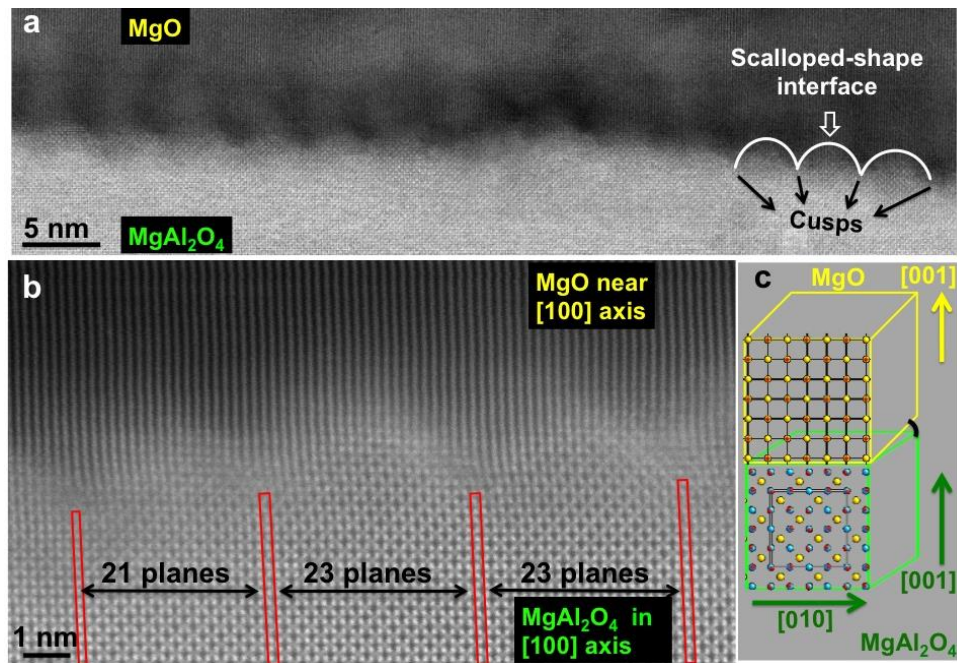 a
MgO
Scalloped-shape
interface
Cusps
5 nm
MgAl₂O₄
b
MgO near
[100] axis
21 planes
23 planes
23 planes
MgAl₂O₄ in
[100] axis
1 nm
c
MgO
[001]
[001]
[010]
MgAl₂O₄